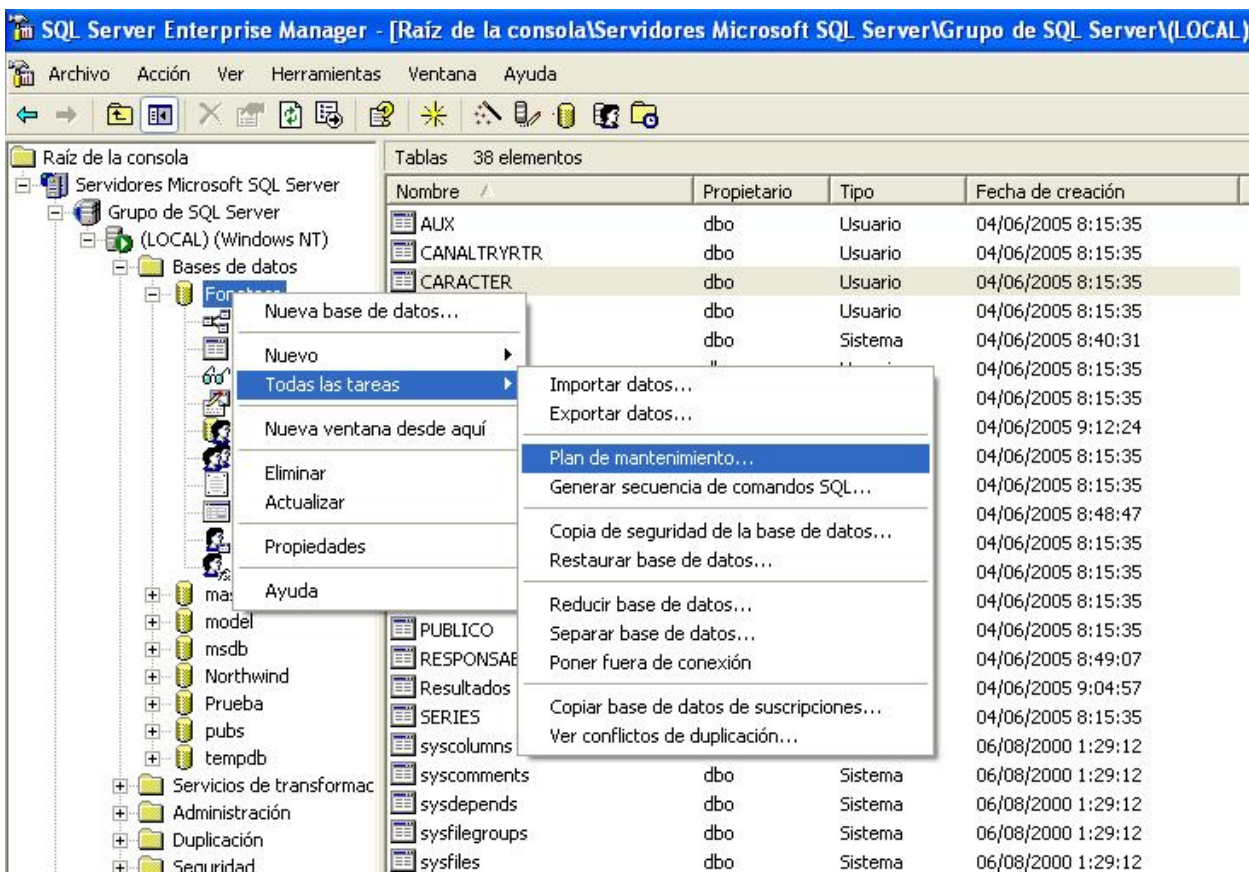 SQL Server Enterprise Manager - [Raíz de la consola\Servidores Microsoft SQL Server\Grupo de SQL Server\(LOCAL)
Archivo Acción Ver Herramientas Ventana Ayuda
Raíz de la consola
Servidores Microsoft SQL Server
Grupo de SQL Server
(LOCAL) (Windows NT)
Bases de datos
model
msdb
Northwind
Prueba
pubs
tempdb
Servicios de transformac
Administración
Duplicación
Seguridad
Nueva base de datos...
Nuevo
Todas las tareas
Nueva ventana desde aquí
Eliminar
Actualizar
Propiedades
Ayuda
Importar datos...
Exportar datos...
Plan de mantenimiento...
Generar secuencia de comandos SQL...
Copia de seguridad de la base de datos...
Restaurar base de datos...
Reducir base de datos...
Separar base de datos...
Poner fuera de conexión
Copiar base de datos de suscripciones...
Ver conflictos de duplicación...
Tablas 38 elementos
Nombre Propietario Tipo Fecha de creación
AUX dbo Usuario 04/06/2005 8:15:35
CANALTRYRTR dbo Usuario 04/06/2005 8:15:35
CARACTER dbo Usuario 04/06/2005 8:15:35
dbo Usuario 04/06/2005 8:15:35
dbo Sistema 04/06/2005 8:40:31
04/06/2005 8:15:35
04/06/2005 8:15:35
04/06/2005 9:12:24
04/06/2005 8:15:35
04/06/2005 8:15:35
04/06/2005 8:48:47
04/06/2005 8:15:35
04/06/2005 8:15:35
04/06/2005 8:15:35
PUBLICO 04/06/2005 8:15:35
RESPONSAB 04/06/2005 8:49:07
Resultados 04/06/2005 9:04:57
SERIES 04/06/2005 8:15:35
syscolumns 06/08/2000 1:29:12
syscomments dbo Sistema 06/08/2000 1:29:12
sysdepends dbo Sistema 06/08/2000 1:29:12
sysfilegroups dbo Sistema 06/08/2000 1:29:12
sysfiles dbo Sistema 06/08/2000 1:29:12